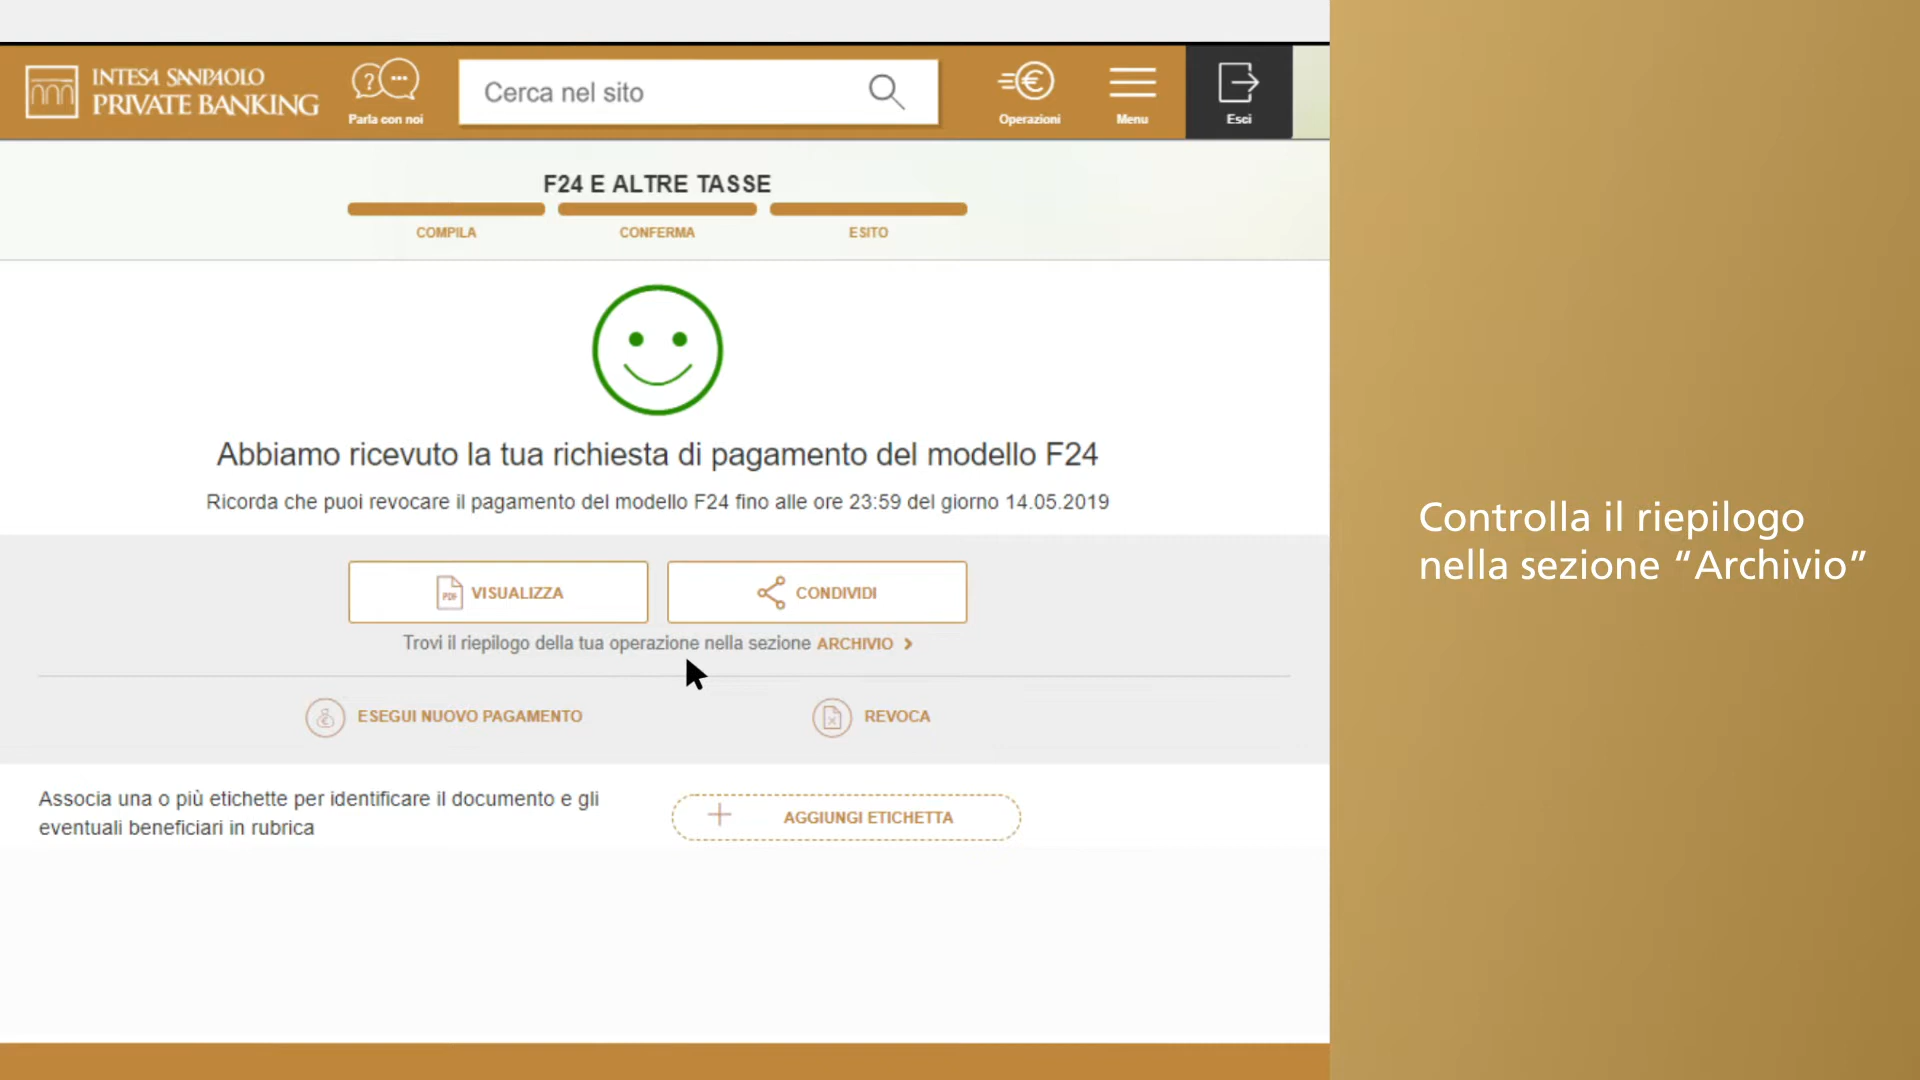 INTESA SANPAOLO
PRIVATE BANKING
Parla con noi
Cerca nel sito
Operazioni
Menu
Esci
F24 E ALTRE TASSE
COMPILA
CONFERMA
ESITO
Abbiamo ricevuto la tua richiesta di pagamento del modello F24
Ricorda che puoi revocare il pagamento del modello F24 fino alle ore 23:59 del giorno 14.05.2019
PDF VISUALIZZA
CONDIVIDI
Trovi il riepilogo della tua operazione nella sezione ARCHIVIO
ESEGUI NUOVO PAGAMENTO
REVOCA
Associa una o più etichette per identificare il documento e gli
eventuali beneficiari in rubrica
AGGIUNGI ETICHETTA
Controlla il riepilogo
nella sezione “Archivio”